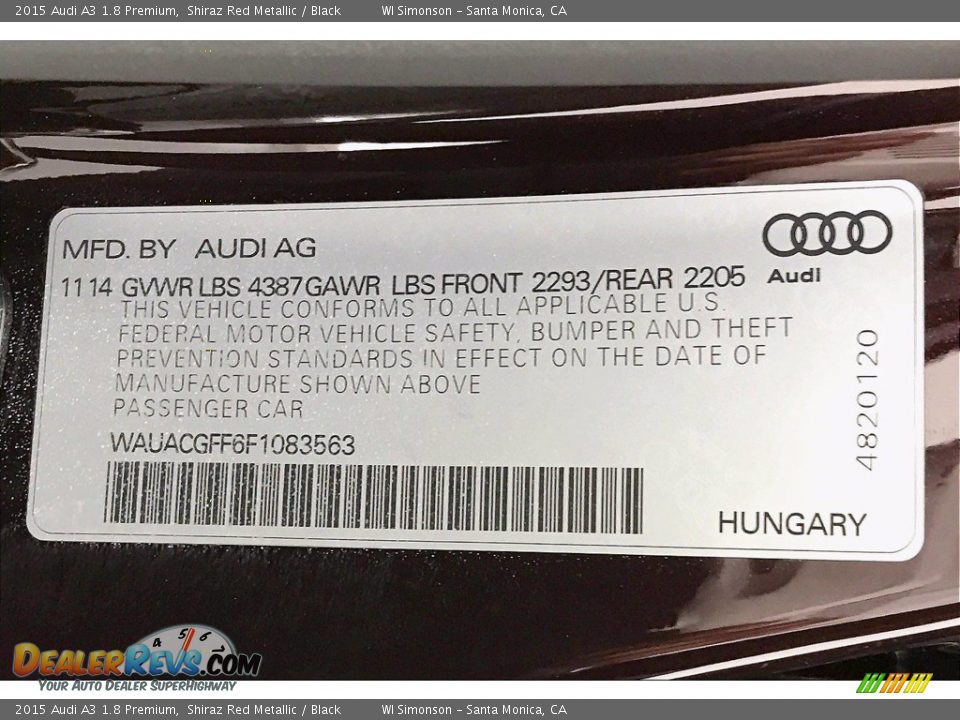 2015 Audi A3 1.8 Premium,  Shiraz Red Metallic / Black        WI Simonson - Santa Monica, CA
MFD. BY AUDI AG
1114 GVWR LBS 4387 GAWR LBS FRONT 2293/REAR 2205
Audi
THIS VEHICLE CONFORMS TO ALL APPLICABLE U.S.
FEDERAL MOTOR VEHICLE SAFETY, BUMPER AND THEFT
PREVENTION STANDARDS IN EFFECT ON THE DATE OF
MANUFACTURE SHOWN ABOVE
PASSENGER CAR
WAUACGFF6F1083563
4820120
HUNGARY
4 5 6
DEALERREVS.COM
YOUR AUTO DEALER SUPERHIGHWAY
2015 Audi A3 1.8 Premium,  Shiraz Red Metallic / Black        WI Simonson - Santa Monica, CA